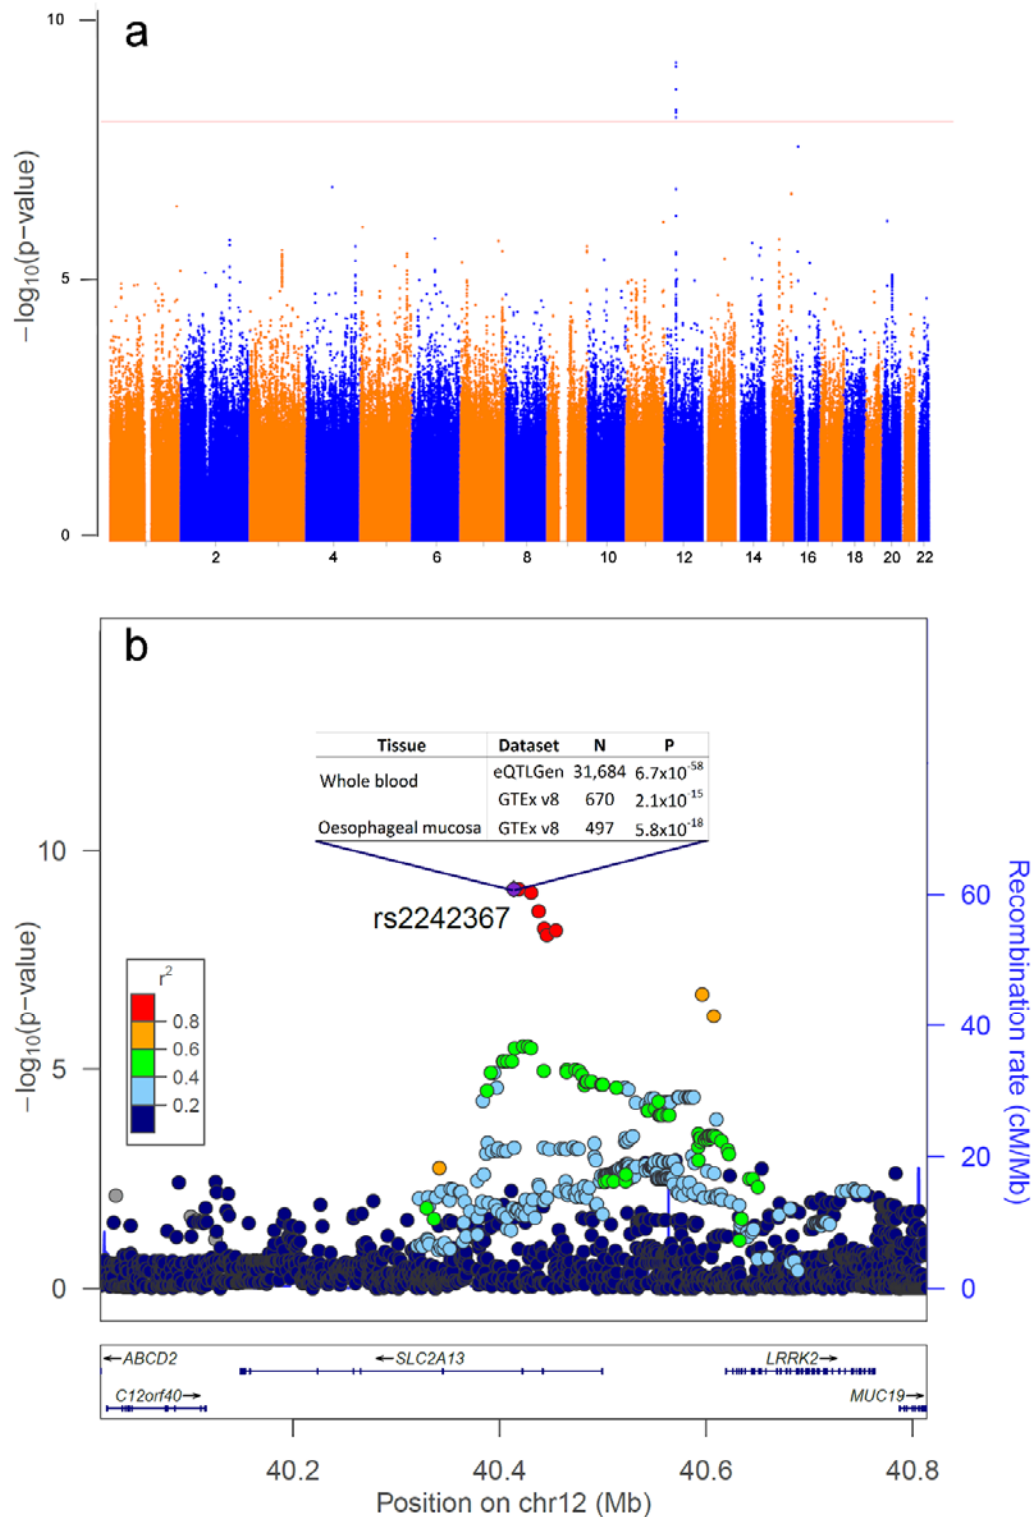 a
10
5
0
−log10(p−value)
2 4 6 8 10 12 14 16 18 20 22
b
Tissue Dataset N P
Whole blood eQTLGen 31,684 6.7x10-58
GTEx v8 670 2.1x10-15
Oesophageal mucosa GTEx v8 497 5.8x10-18
rs2242367
10
5
0
−log10(p−value)
r2
0.8
0.6
0.4
0.2
60
40
20
0
Recombination rate (cM/Mb)
←ABCD2 ←SLC2A13 LRRK2→
C12orf40→ MUC19→
40.2 40.4 40.6 40.8
Position on chr12 (Mb)